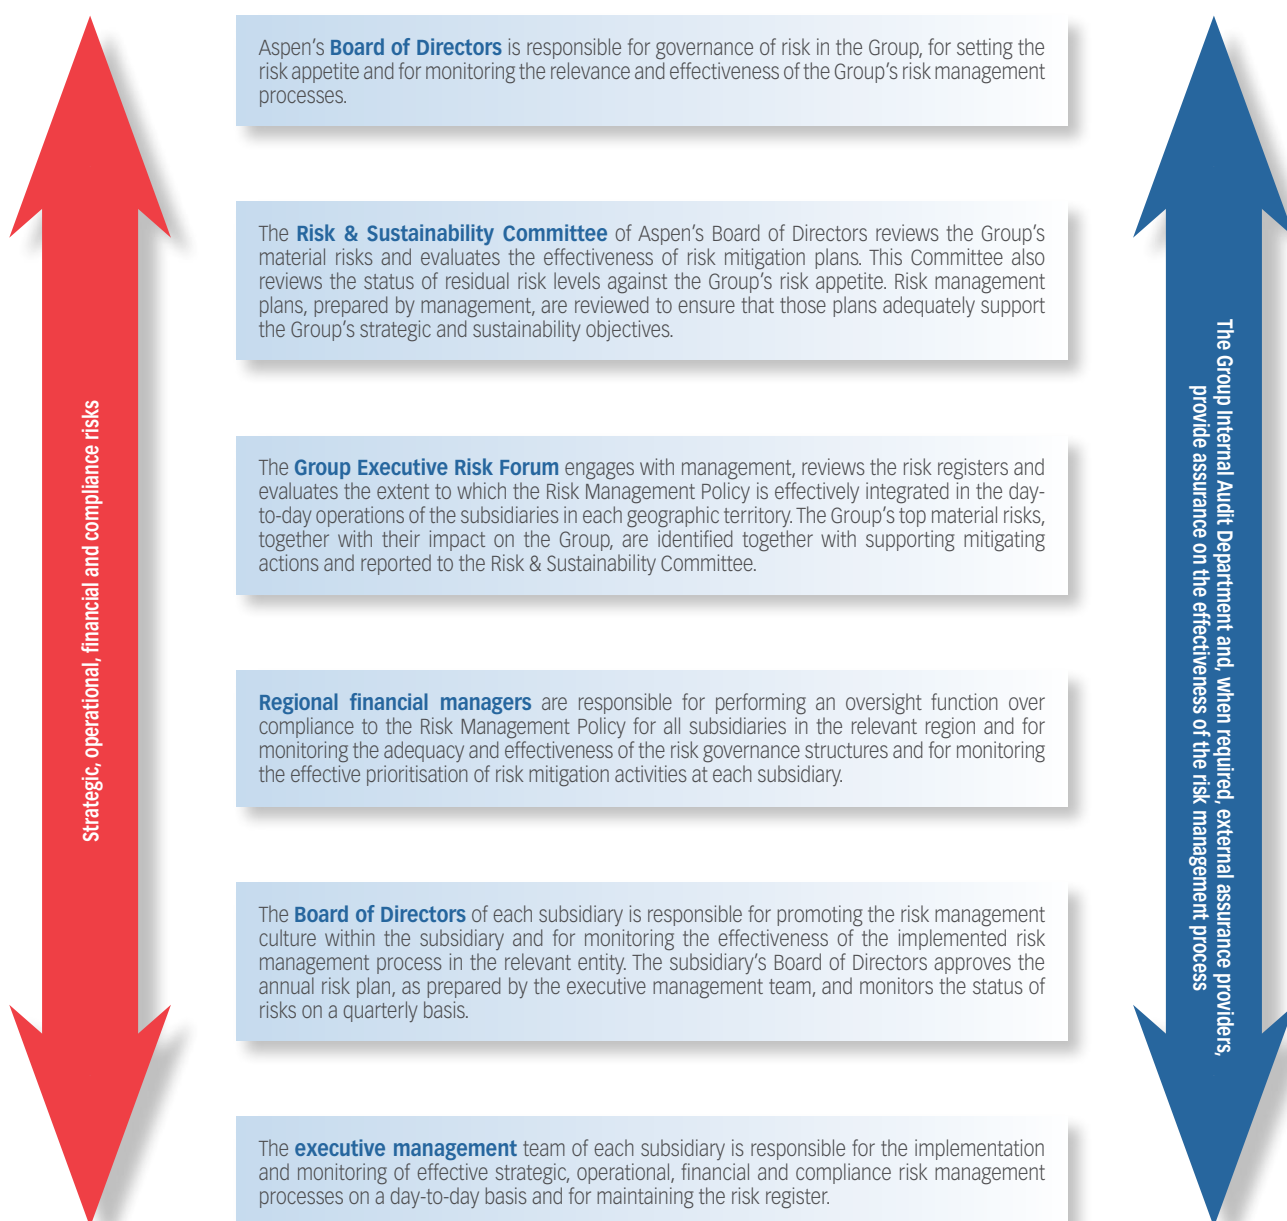 Aspen's Board of Directors is responsible for governance of risk in the Group, for setting the
risk appetite and for monitoring the relevance and effectiveness of the Group's risk management
processes.
The Risk & Sustainability Committee of Aspen's Board of Directors reviews the Group's
material risks and evaluates the effectiveness of risk mitigation plans. This Committee also
reviews the status of residual risk levels against the Group's risk appetite. Risk management
plans, prepared by management, are reviewed to ensure that those plans adequately support
the Group's strategic and sustainability objectives.
The Group Executive Risk Forum engages with management, reviews the risk registers and
evaluates the extent to which the Risk Management Policy is effectively integrated in the day-
to-day operations of the subsidiaries in each geographic territory. The Group's top material risks,
together with their impact on the Group, are identified together with supporting mitigating
actions and reported to the Risk & Sustainability Committee.
Regional financial managers are responsible for performing an oversight function over
compliance to the Risk Management Policy for all subsidiaries in the relevant region and for
monitoring the adequacy and effectiveness of the risk governance structures and for monitoring
the effective prioritisation of risk mitigation activities at each subsidiary.
The Board of Directors of each subsidiary is responsible for promoting the risk management
culture within the subsidiary and for monitoring the effectiveness of the implemented risk
management process in the relevant entity. The subsidiary's Board of Directors approves the
annual risk plan, as prepared by the executive management team, and monitors the status of
risks on a quarterly basis.
The executive management team of each subsidiary is responsible for the implementation
and monitoring of effective strategic, operational, financial and compliance risk management
processes on a day-to-day basis and for maintaining the risk register.
Strategic, operational, financial and compliance risks
The Group Internal Audit Department and, when required, external assurance providers,
provide assurance on the effectiveness of the risk management process